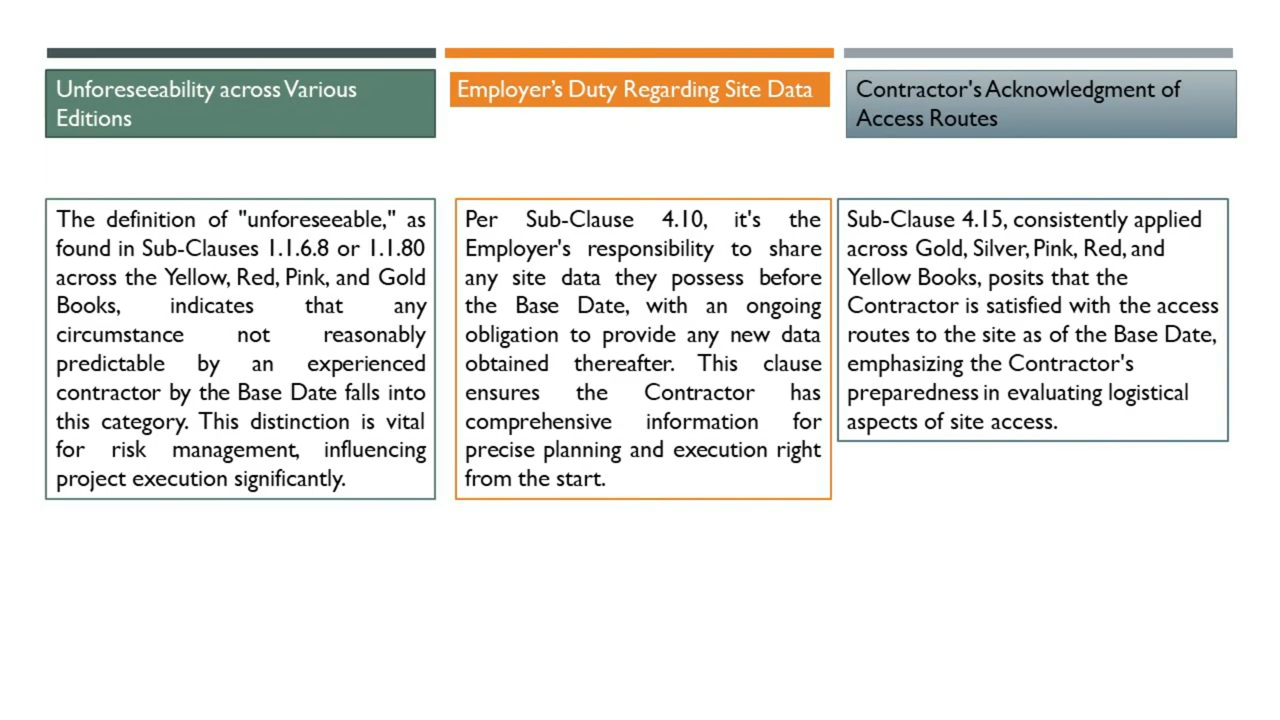 Unforeseeability across Various
Editions
Employer’s Duty Regarding Site Data
Contractor's Acknowledgment of
Access Routes
The definition of "unforeseeable," as
found in Sub-Clauses 1.1.6.8 or 1.1.80
across the Yellow, Red, Pink, and Gold
Books, indicates that any
circumstance not reasonably
predictable by an experienced
contractor by the Base Date falls into
this category. This distinction is vital
for risk management, influencing
project execution significantly.
Per Sub-Clause 4.10, it's the
Employer's responsibility to share
any site data they possess before
the Base Date, with an ongoing
obligation to provide any new data
obtained thereafter. This clause
ensures the Contractor has
comprehensive information for
precise planning and execution right
from the start.
Sub-Clause 4.15, consistently applied
across Gold, Silver, Pink, Red, and
Yellow Books, posits that the
Contractor is satisfied with the access
routes to the site as of the Base Date,
emphasizing the Contractor's
preparedness in evaluating logistical
aspects of site access.